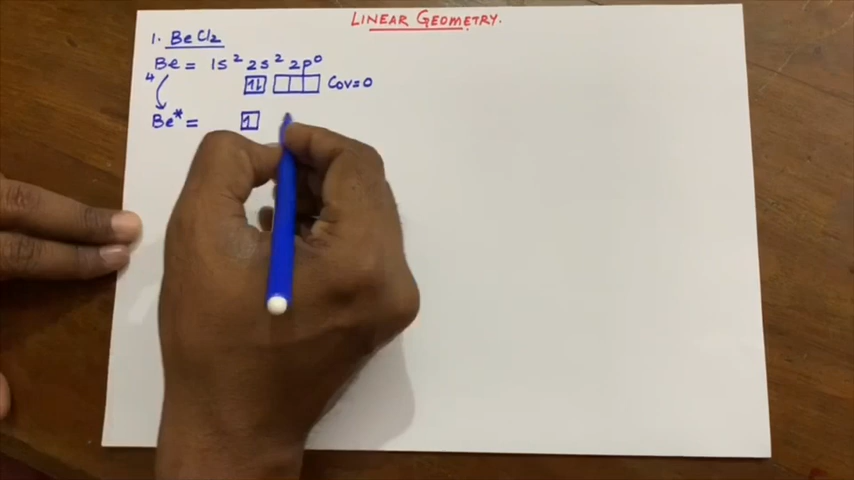 LINEAR GEOMETRY.
1. BeCl2
Be = 1s² 2s² 2p⁰
4 ↿⇂ Cov=0
Be* = ↿